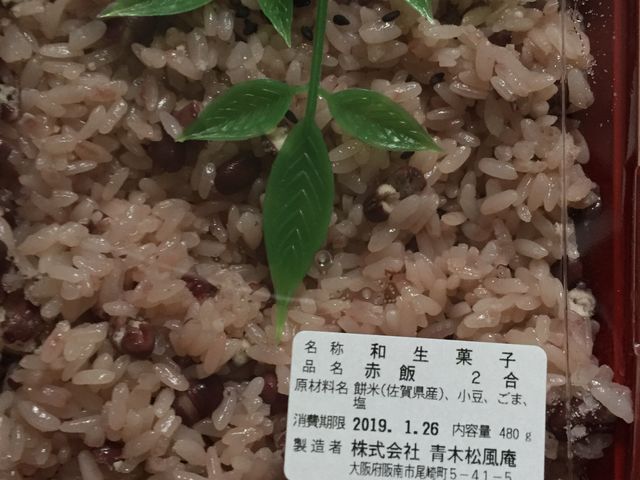 名称 和生菓子
品名 赤飯 2合
原材料名 餅米(佐賀県産)、小豆、ごま、
塩
消費期限 2019. 1.26 内容量 480g
製造者 株式会社 青木松風庵
大阪府阪南市尾崎町5-41-5